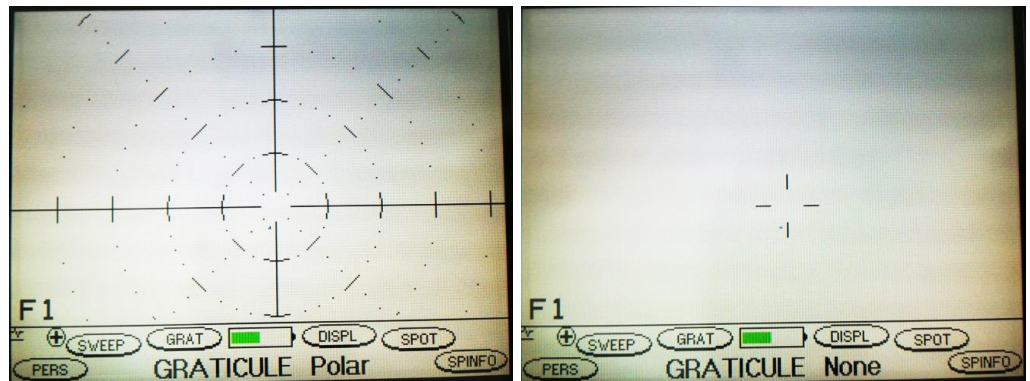 F1
SWEEP GRAT DISPL SPOT
PERS GRATICULE Polar SPINFO
F1
SWEEP GRAT DISPL SPOT
PERS GRATICULE None SPINFO